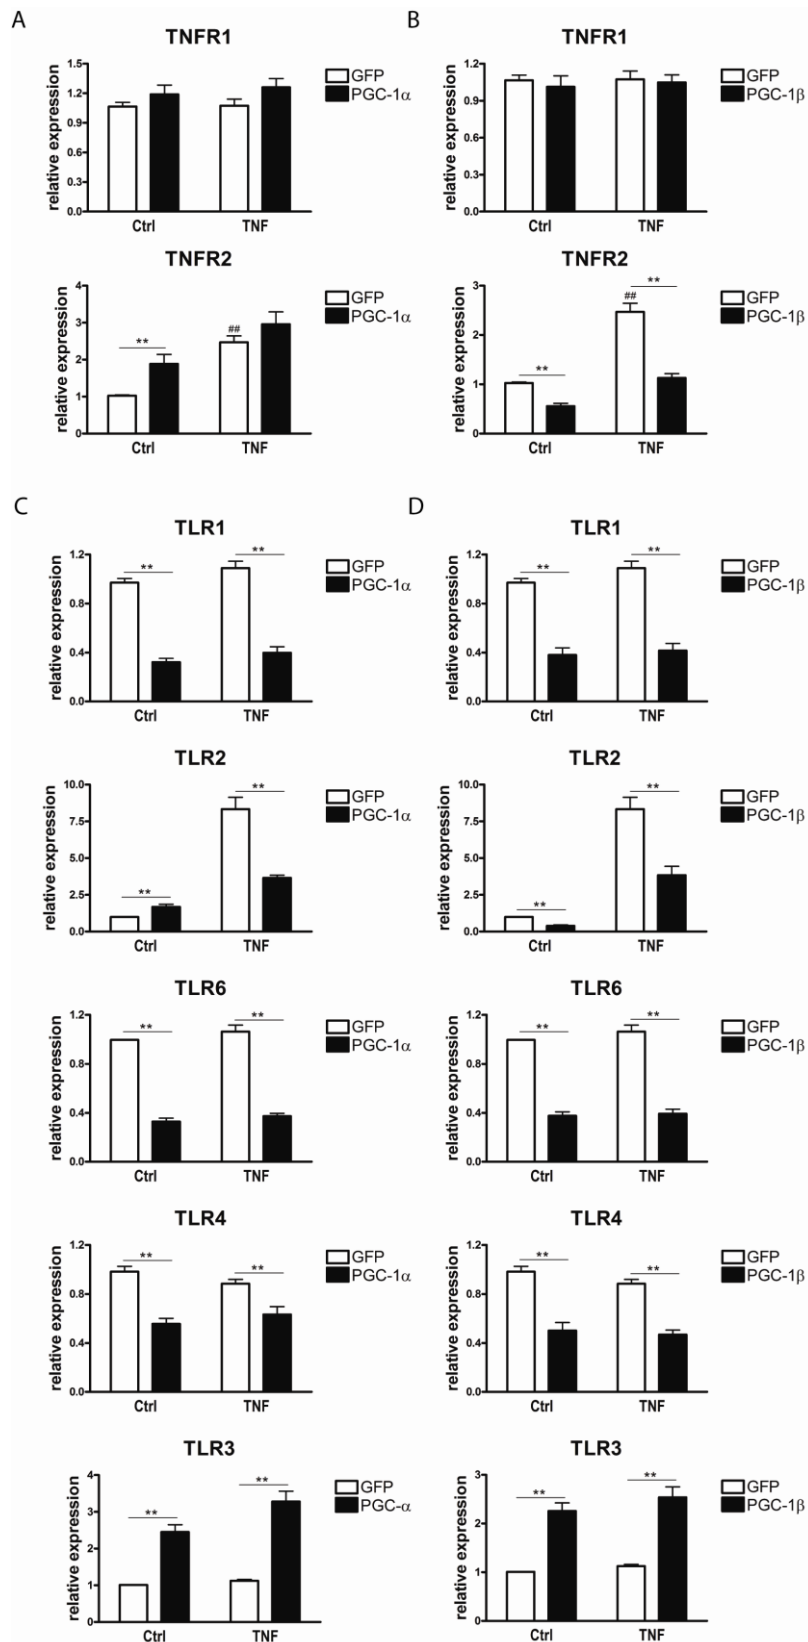 A
TNFR1
relative expression
1.5
1.2
0.9
0.6
0.3
0.0
Ctrl
TNF
GFP
PGC-1α
B
TNFR1
relative expression
1.2
0.9
0.6
0.3
0.0
Ctrl
TNF
GFP
PGC-1β
TNFR2
relative expression
4
3
2
1
0
**
##
Ctrl
TNF
GFP
PGC-1α
TNFR2
relative expression
3
2
1
0
**
##
**
Ctrl
TNF
GFP
PGC-1β
C
TLR1
relative expression
1.2
0.8
0.4
0.0
**
**
Ctrl
TNF
GFP
PGC-1α
D
TLR1
relative expression
1.2
0.8
0.4
0.0
**
**
Ctrl
TNF
GFP
PGC-1β
TLR2
relative expression
10.0
7.5
5.0
2.5
0.0
**
**
Ctrl
TNF
GFP
PGC-1α
TLR2
relative expression
10.0
7.5
5.0
2.5
0.0
**
**
Ctrl
TNF
GFP
PGC-1β
TLR6
relative expression
1.2
0.8
0.4
0.0
**
**
Ctrl
TNF
GFP
PGC-1α
TLR6
relative expression
1.2
0.8
0.4
0.0
**
**
Ctrl
TNF
GFP
PGC-1β
TLR4
relative expression
1.2
0.8
0.4
0.0
**
**
Ctrl
TNF
GFP
PGC-1α
TLR4
relative expression
1.2
0.8
0.4
0.0
**
**
Ctrl
TNF
GFP
PGC-1β
TLR3
relative expression
4
3
2
1
0
**
**
Ctrl
TNF
GFP
PGC-α
TLR3
relative expression
3
2
1
0
**
**
Ctrl
TNF
GFP
PGC-1β